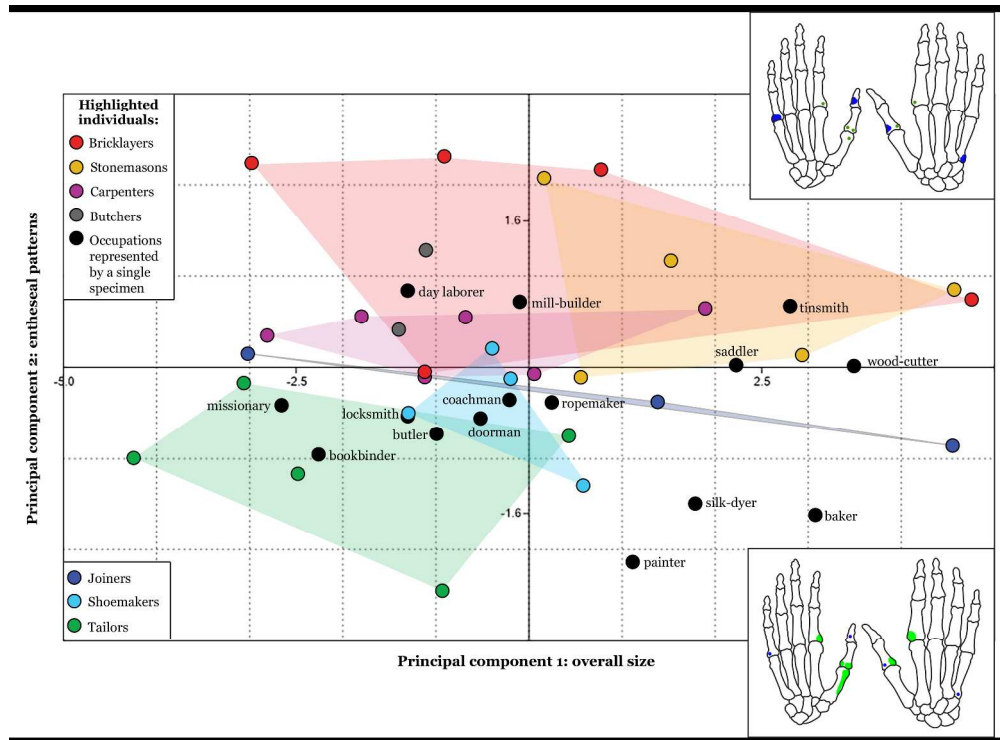 Highlighted
individuals:
Bricklayers
Stonemasons
Carpenters
Butchers
Occupations
represented
by a single
specimen
1.6
day laborer
mill-builder
tinsmith
saddler
wood-cutter
-5.0
-2.5
2.5
missionary
coachman
ropemaker
locksmith
butler
doorman
bookbinder
silk-dyer
-1.6
baker
painter
Joiners
Shoemakers
Tailors
Principal component 2: entheseal patterns
Principal component 1: overall size